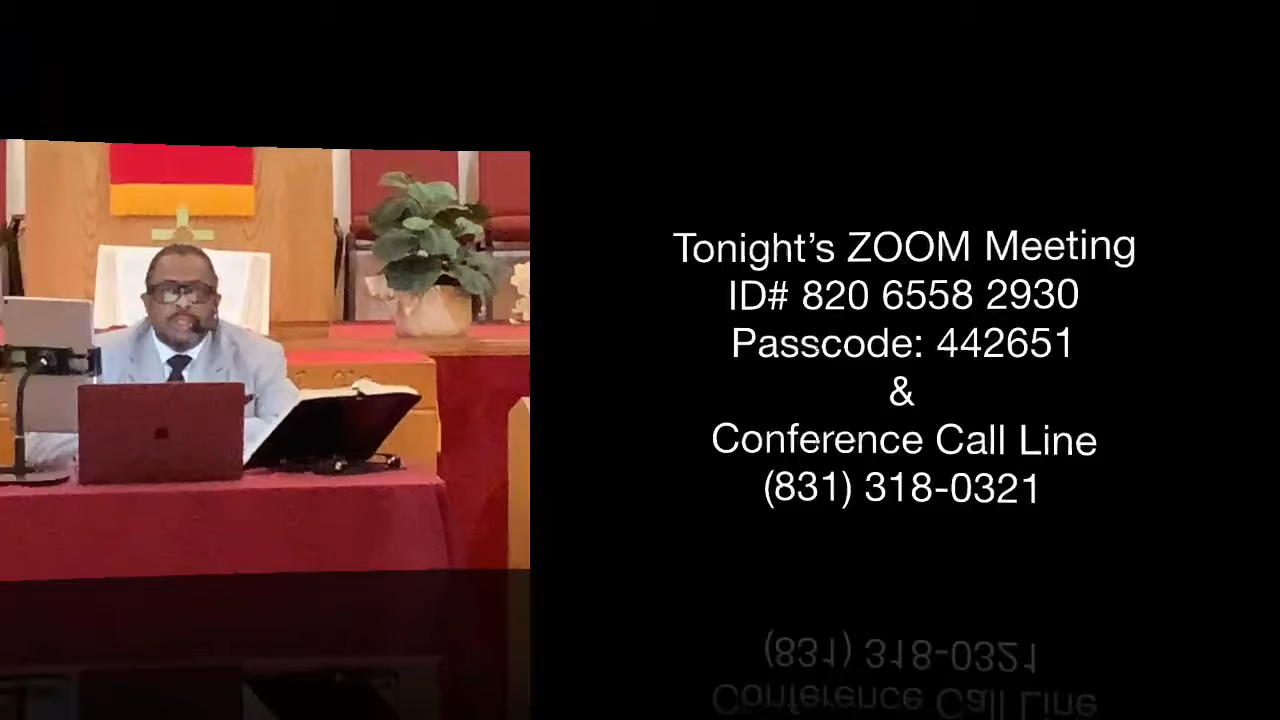 Tonight’s ZOOM Meeting
ID# 820 6558 2930
Passcode: 442651
&
Conference Call Line
(831) 318-0321